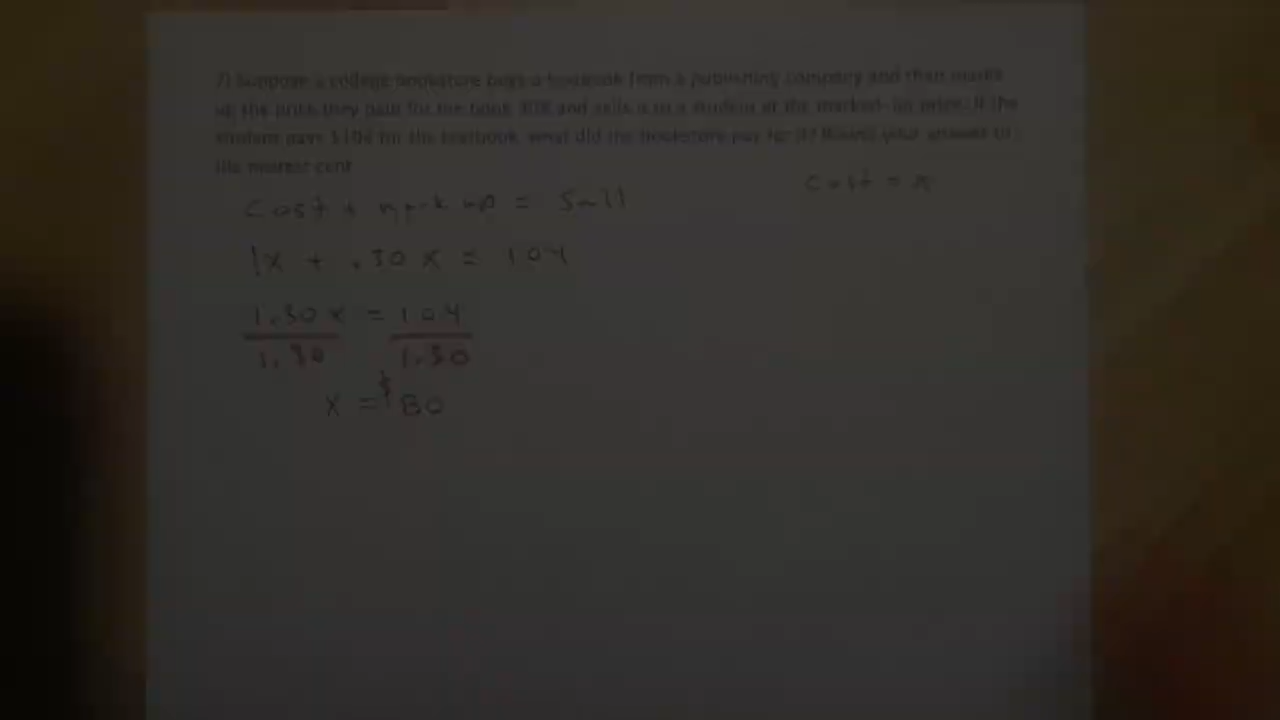 7) Suppose a college bookstore buys a textbook from a publishing company and then marks
up the price they paid for the book 30% and sells it to a student at the marked-up price. If the
student pays $104 for the textbook, what did the bookstore pay for it? Round your answer to
the nearest cent
cost = x
cost + mark up = Sell
1x + .30x = 104
1.30x = 104
1.30 1.30
x = $80